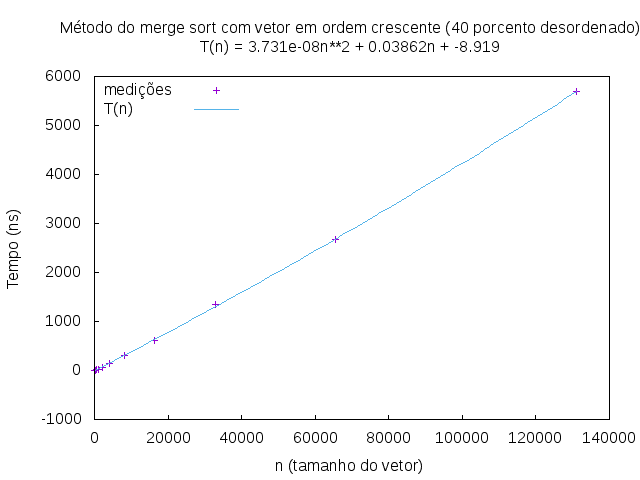 Método do merge sort com vetor em ordem crescente (40 porcento desordenado)
T(n) = 3.731e-08n**2 + 0.03862n + -8.919
6000
5000
4000
3000
2000
1000
0
-1000
medições
T(n)
Tempo (ns)
0 20000 40000 60000 80000 100000 120000 140000
n (tamanho do vetor)